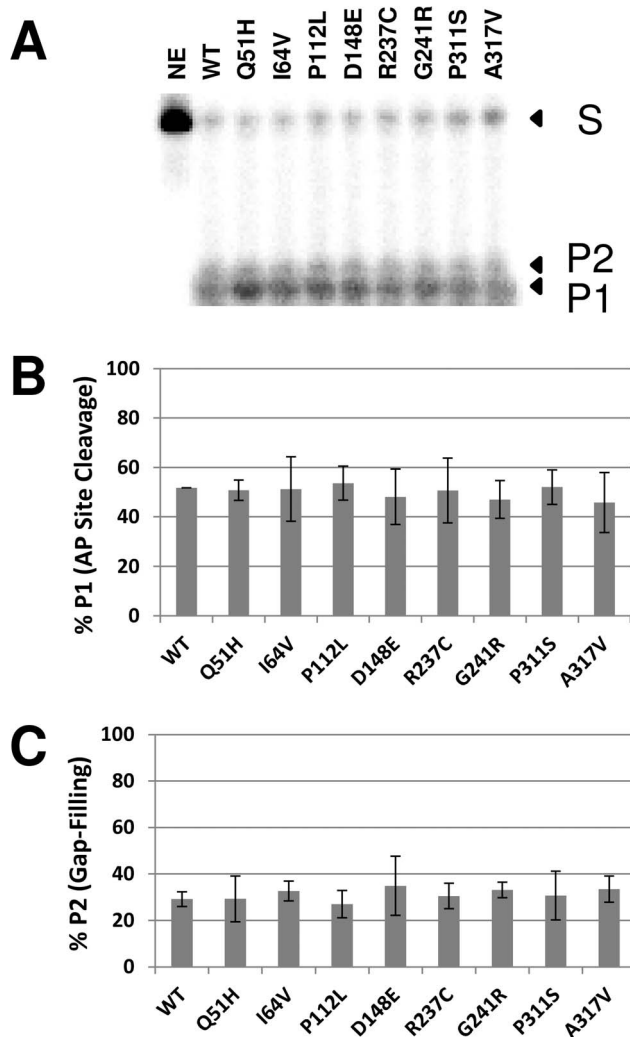 A
NE WT Q51H I64V P112L D148E R237C G241R P311S A317V
S
P2
P1
B
% P1 (AP Site Cleavage)
100
80
60
40
20
0
WT Q51H I64V P112L D148E R237C G241R P311S A317V
C
% P2 (Gap-Filling)
100
80
60
40
20
0
WT Q51H I64V P112L D148E R237C G241R P311S A317V